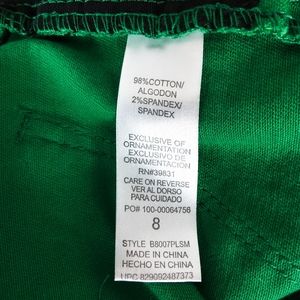 98%COTTON/
ALGODON
2%SPANDEX/
SPANDEX
EXCLUSIVE OF
ORNAMENTATION
EXCLUSIVO DE
ORNAMENTACION
RN#39831
CARE ON REVERSE
VER AL DORSO
PARA CUIDADO
PO# 100-00064756
8
STYLE B8007PLSM
MADE IN CHINA
HECHO EN CHINA
UPC 829092487373